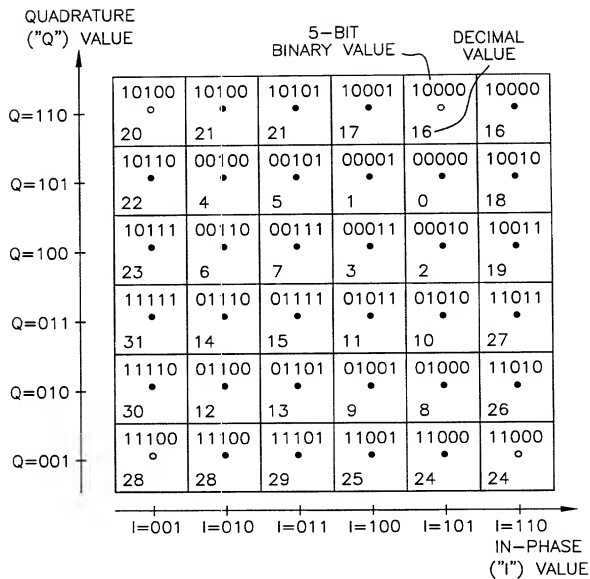 QUADRATURE
("Q") VALUE
5-BIT
BINARY VALUE
DECIMAL
VALUE
Q=110
10100 10100 10101 10001 10000 10000
20 21 21 17 16 16
Q=101
10110 00100 00101 00001 00000 10010
22 4 5 1 0 18
Q=100
10111 00110 00111 00011 00010 10011
23 6 7 3 2 19
Q=011
11111 01110 01111 01011 01010 11011
31 14 15 11 10 27
Q=010
11110 01100 01101 01001 01000 11010
30 12 13 9 8 26
Q=001
11100 11100 11101 11001 11000 11000
28 28 29 25 24 24
I=001 I=010 I=011 I=100 I=101 I=110
IN-PHASE
("I") VALUE